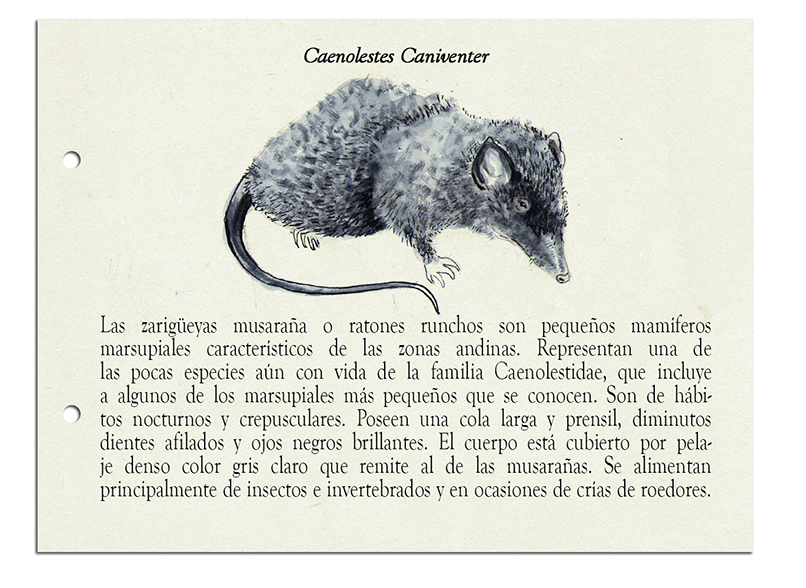 Caenolestes Caniventer
Las zarigüeyas musaraña o ratones runchos son pequeños mamíferos
marsupiales característicos de las zonas andinas. Representan una de
las pocas especies aún con vida de la familia Caenolestidae, que incluye
a algunos de los marsupiales más pequeños que se conocen. Son de hábi-
tos nocturnos y crepusculares. Poseen una cola larga y prensil, diminutos
dientes afilados y ojos negros brillantes. El cuerpo está cubierto por pela-
je denso color gris claro que remite al de las musarañas. Se alimentan
principalmente de insectos e invertebrados y en ocasiones de crías de roedores.